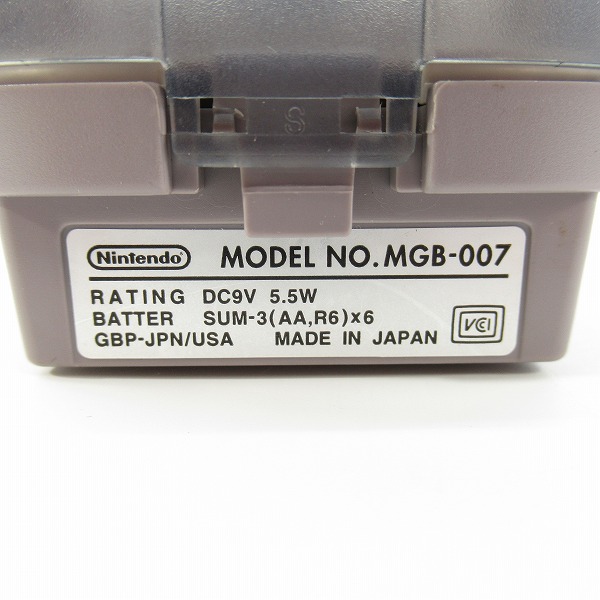 S
Nintendo MODEL NO. MGB-007
RATING DC9V 5.5W
BATTER SUM-3(AA,R6)x6
GBP-JPN/USA MADE IN JAPAN
VCI